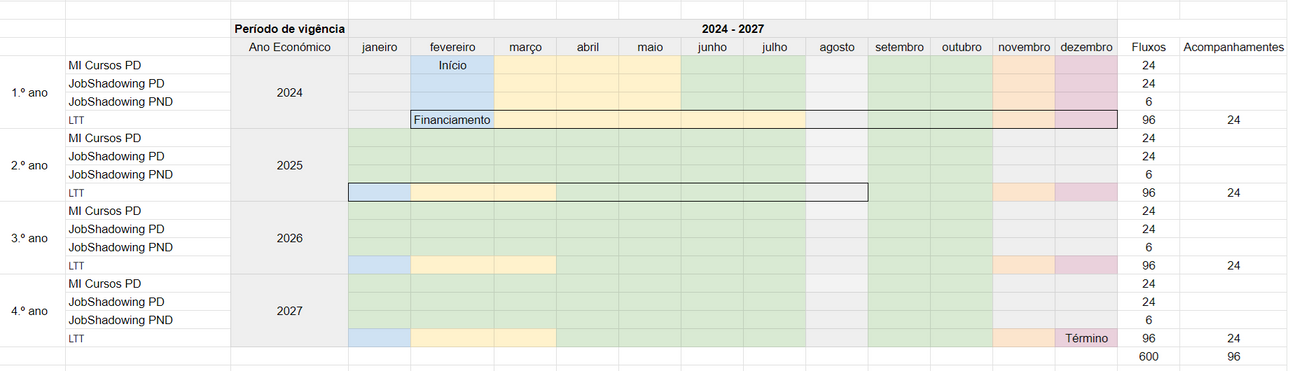 Período de vigência 2024 - 2027
Ano Económico janeiro fevereiro março abril maio junho julho agosto setembro outubro novembro dezembro Fluxos Acompanhamentes
1.º ano MI Cursos PD 2024 Início 24
JobShadowing PD 24
JobShadowing PND 6
LTT Financiamento 96 24
2.º ano MI Cursos PD 2025 24
JobShadowing PD 24
JobShadowing PND 6
LTT 96 24
3.º ano MI Cursos PD 2026 24
JobShadowing PD 24
JobShadowing PND 6
LTT 96 24
4.º ano MI Cursos PD 2027 24
JobShadowing PD 24
JobShadowing PND 6
LTT Término 96 24
600 96